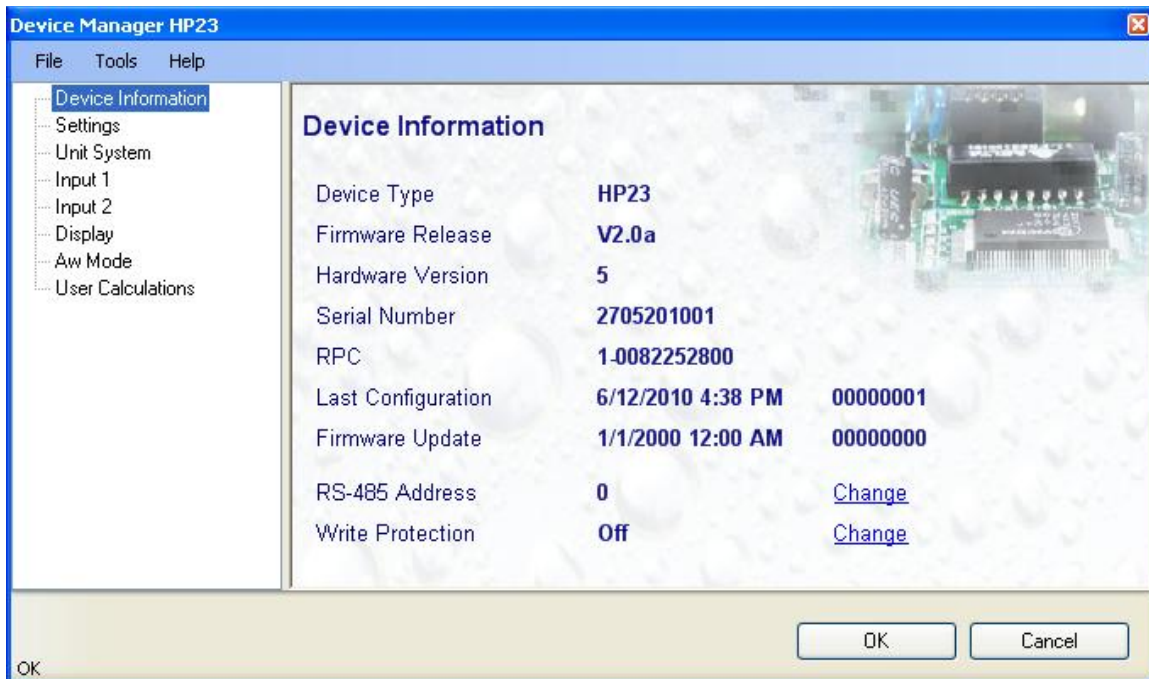 Device Manager HP23
File Tools Help
Device Information
Settings
Unit System
Input 1
Input 2
Display
Aw Mode
User Calculations
Device Information
Device Type HP23
Firmware Release V2.0a
Hardware Version 5
Serial Number 2705201001
RPC 1-0082252800
Last Configuration 6/12/2010 4:38 PM 00000001
Firmware Update 1/1/2000 12:00 AM 00000000
RS-485 Address 0 Change
Write Protection Off Change
OK Cancel
OK